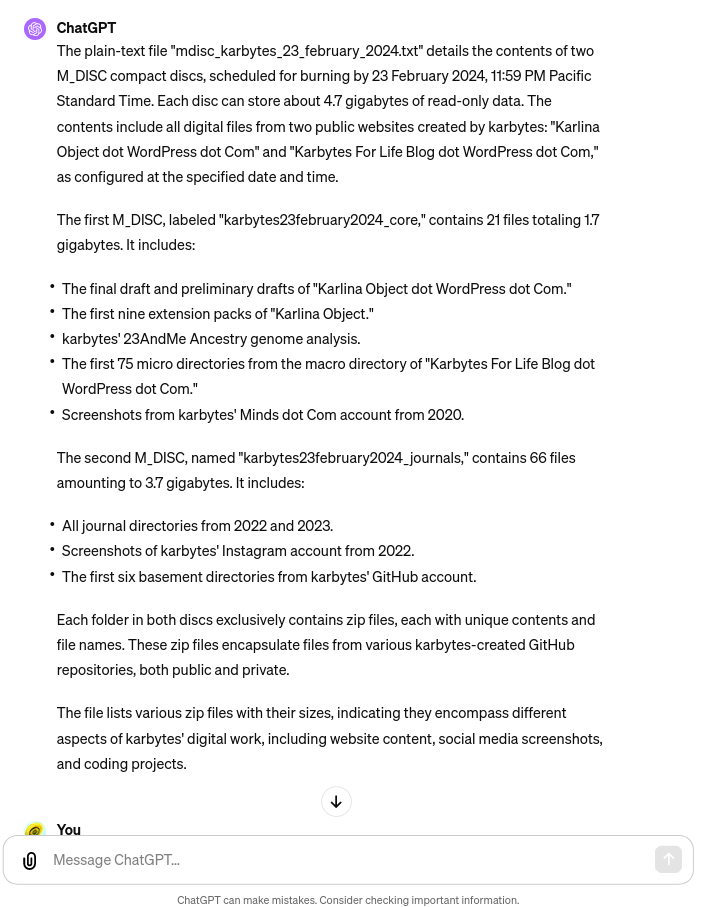 ChatGPT
The plain-text file "mdisc_karbytes_23_february_2024.txt" details the contents of two
M_DISC compact discs, scheduled for burning by 23 February 2024, 11:59 PM Pacific
Standard Time. Each disc can store about 4.7 gigabytes of read-only data. The
contents include all digital files from two public websites created by karbytes: "Karlina
Object dot WordPress dot Com" and "Karbytes For Life Blog dot WordPress dot Com,"
as configured at the specified date and time.
The first M_DISC, labeled "karbytes23february2024_core," contains 21 files totaling 1.7
gigabytes. It includes:
• The final draft and preliminary drafts of "Karlina Object dot WordPress dot Com."
• The first nine extension packs of "Karlina Object."
• karbytes' 23AndMe Ancestry genome analysis.
• The first 75 micro directories from the macro directory of "Karbytes For Life Blog dot
WordPress dot Com."
• Screenshots from karbytes' Minds dot Com account from 2020.
The second M_DISC, named "karbytes23february2024_journals," contains 66 files
amounting to 3.7 gigabytes. It includes:
• All journal directories from 2022 and 2023.
• Screenshots of karbytes' Instagram account from 2022.
• The first six basement directories from karbytes' GitHub account.
Each folder in both discs exclusively contains zip files, each with unique contents and
file names. These zip files encapsulate files from various karbytes-created GitHub
repositories, both public and private.
The file lists various zip files with their sizes, indicating they encompass different
aspects of karbytes' digital work, including website content, social media screenshots,
and coding projects.
You
Message ChatGPT...
ChatGPT can make mistakes. Consider checking important information.